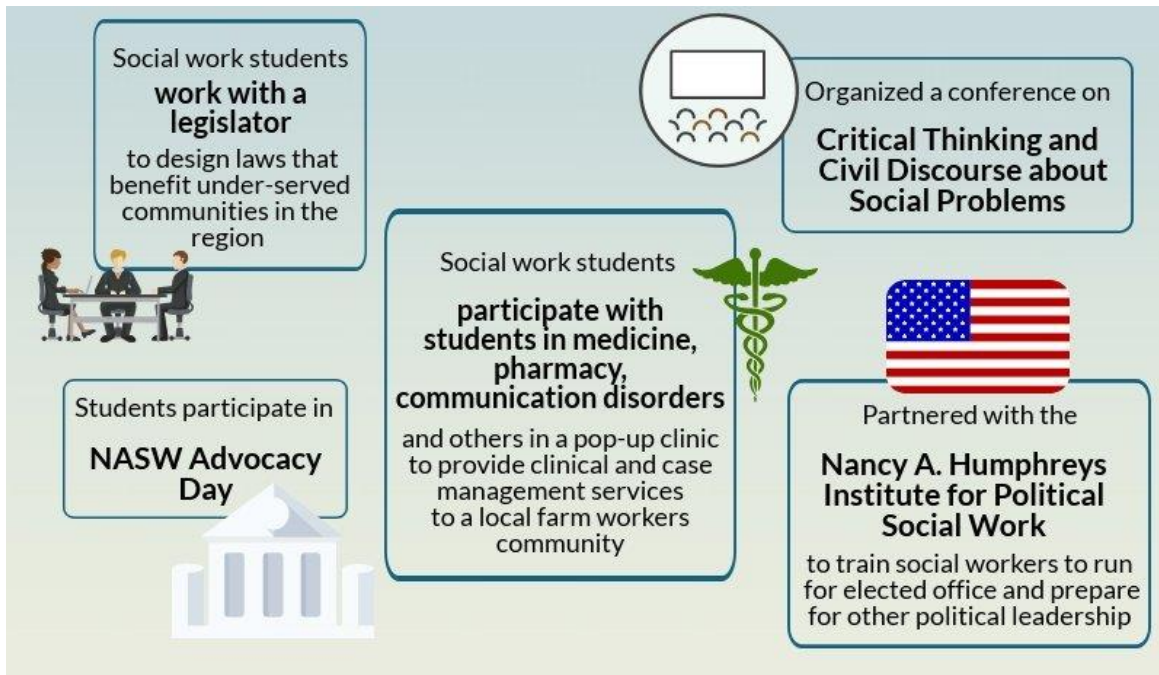 Social work students
work with a
legislator
to design laws that
benefit under-served
communities in the
region
Organized a conference on
Critical Thinking and
Civil Discourse about
Social Problems
Social work students
participate with
students in medicine,
pharmacy,
communication disorders
and others in a pop-up clinic
to provide clinical and case
management services
to a local farm workers
community
Students participate in
NASW Advocacy
Day
Partnered with the
Nancy A. Humphreys
Institute for Political
Social Work
to train social workers to run
for elected office and prepare
for other political leadership